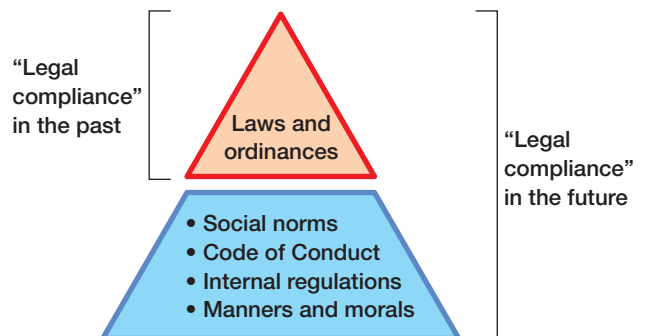 “Legal
compliance”
in the past
Laws and
ordinances
“Legal
compliance”
in the future
• Social norms
• Code of Conduct
• Internal regulations
• Manners and morals